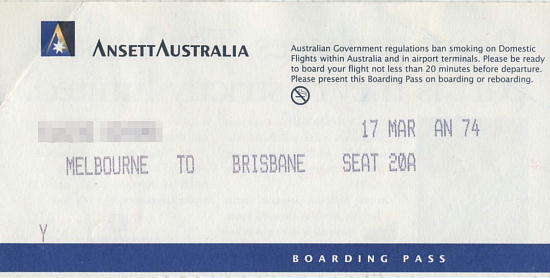 ANSETT AUSTRALIA
Australian Government regulations ban smoking on Domestic
Flights within Australia and in airport terminals. Please be ready
to board your flight not less than 20 minutes before departure.
Please present this Boarding Pass on boarding or reboarding.
17 MAR AN 74
MELBOURNE TO BRISBANE SEAT 20A
Y
BOARDING PASS